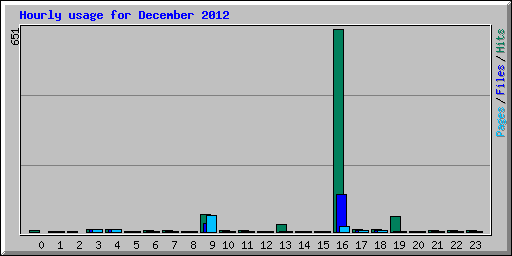 Hourly usage for December 2012
651
Pages/Files/Hits
0 1 2 3 4 5 6 7 8 9 10 11 12 13 14 15 16 17 18 19 20 21 22 23